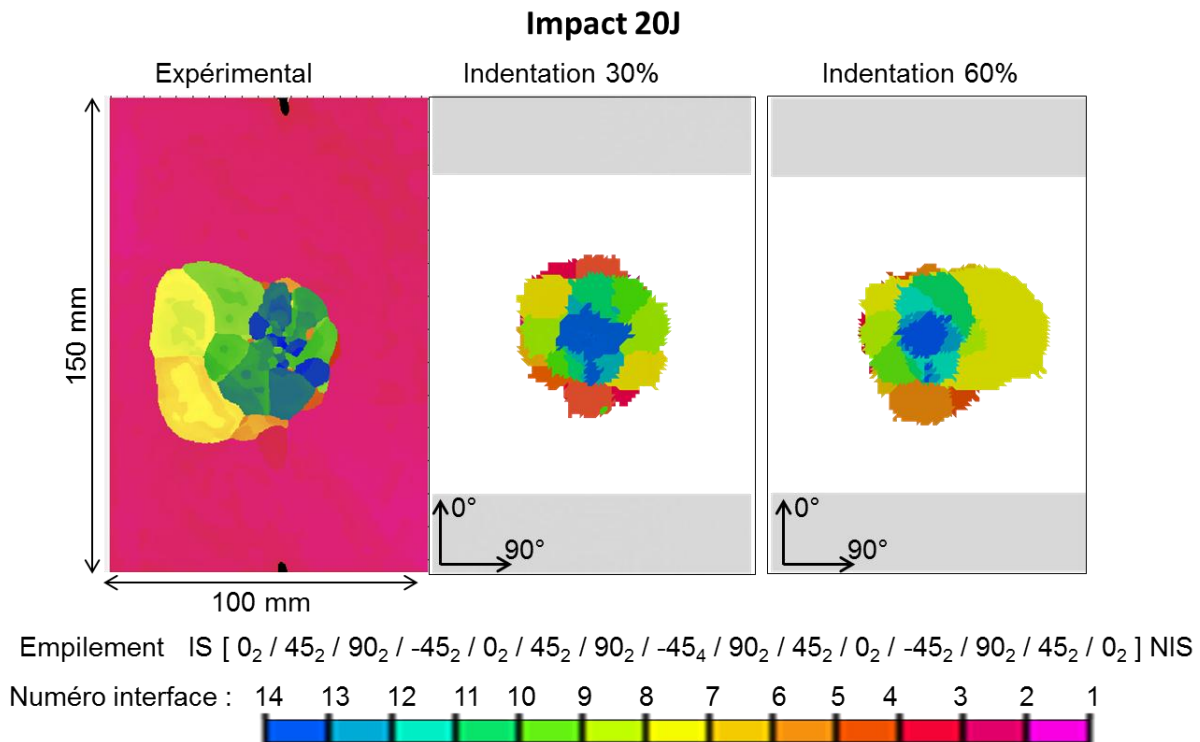 Impact 20J
Expérimental Indentation 30% Indentation 60%
150 mm
0° 0°
90° 90°
100 mm
Empilement IS [ 0₂ / 45₂ / 90₂ / -45₂ / 0₂ / 45₂ / 90₂ / -45₄ / 90₂ / 45₂ / 0₂ / -45₂ / 90₂ / 45₂ / 0₂ ] NIS
Numéro interface : 14 13 12 11 10 9 8 7 6 5 4 3 2 1